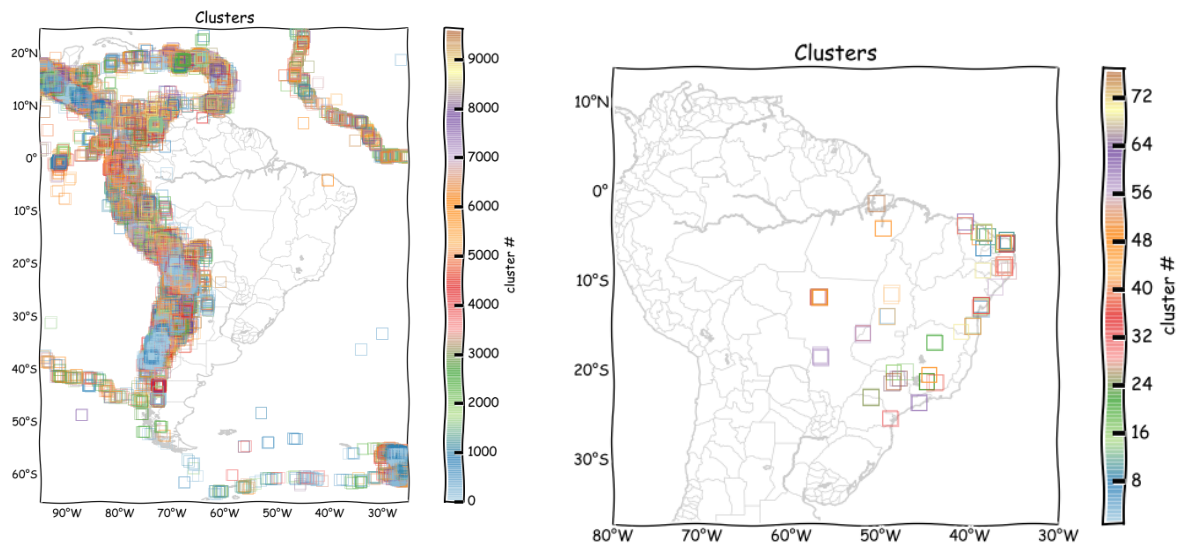 Clusters
20°N
10°N
0°
10°S
20°S
30°S
40°S
50°S
60°S
90°W 80°W 70°W 60°W 50°W 40°W 30°W
9000
8000
7000
6000
5000
4000
3000
2000
1000
0
cluster #
Clusters
10°N
0°
10°S
20°S
30°S
80°W 70°W 60°W 50°W 40°W 30°W
72
64
56
48
40
32
24
16
8
cluster #